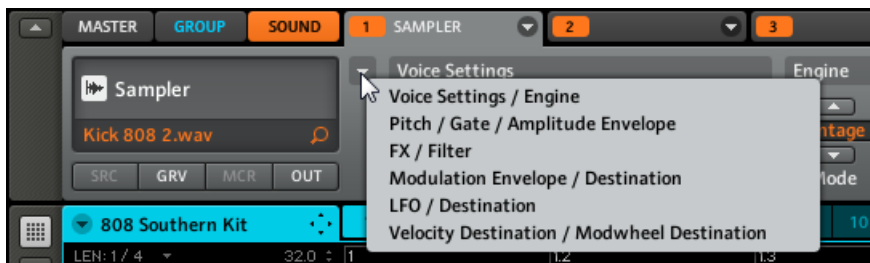 MASTER GROUP SOUND 1 SAMPLER 2 3
Sampler
Voice Settings
Engine
Kick 808 2.wav
Voice Settings / Engine
Pitch / Gate / Amplitude Envelope
FX / Filter
Modulation Envelope / Destination
LFO / Destination
Velocity Destination / Modwheel Destination
SRC GRV MCR OUT
808 Southern Kit
10
LEN: 1 / 4 32.0 1 1.2 1.3